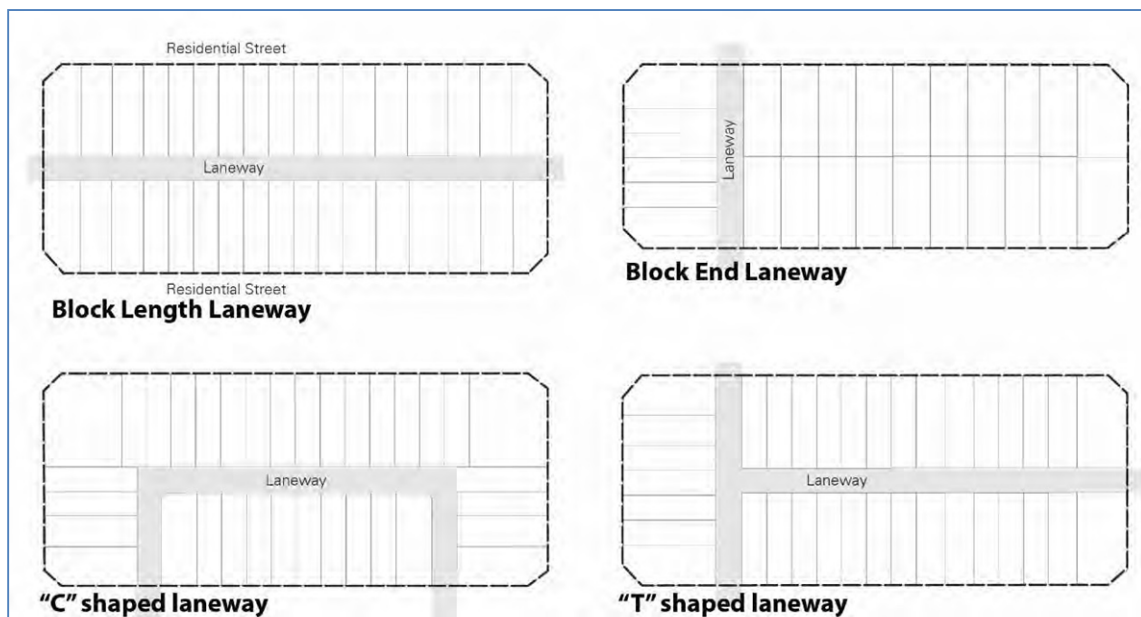 Residential Street
Laneway
Residential Street
Block Length Laneway
Laneway
Block End Laneway
Laneway
“C” shaped laneway
Laneway
“T” shaped laneway